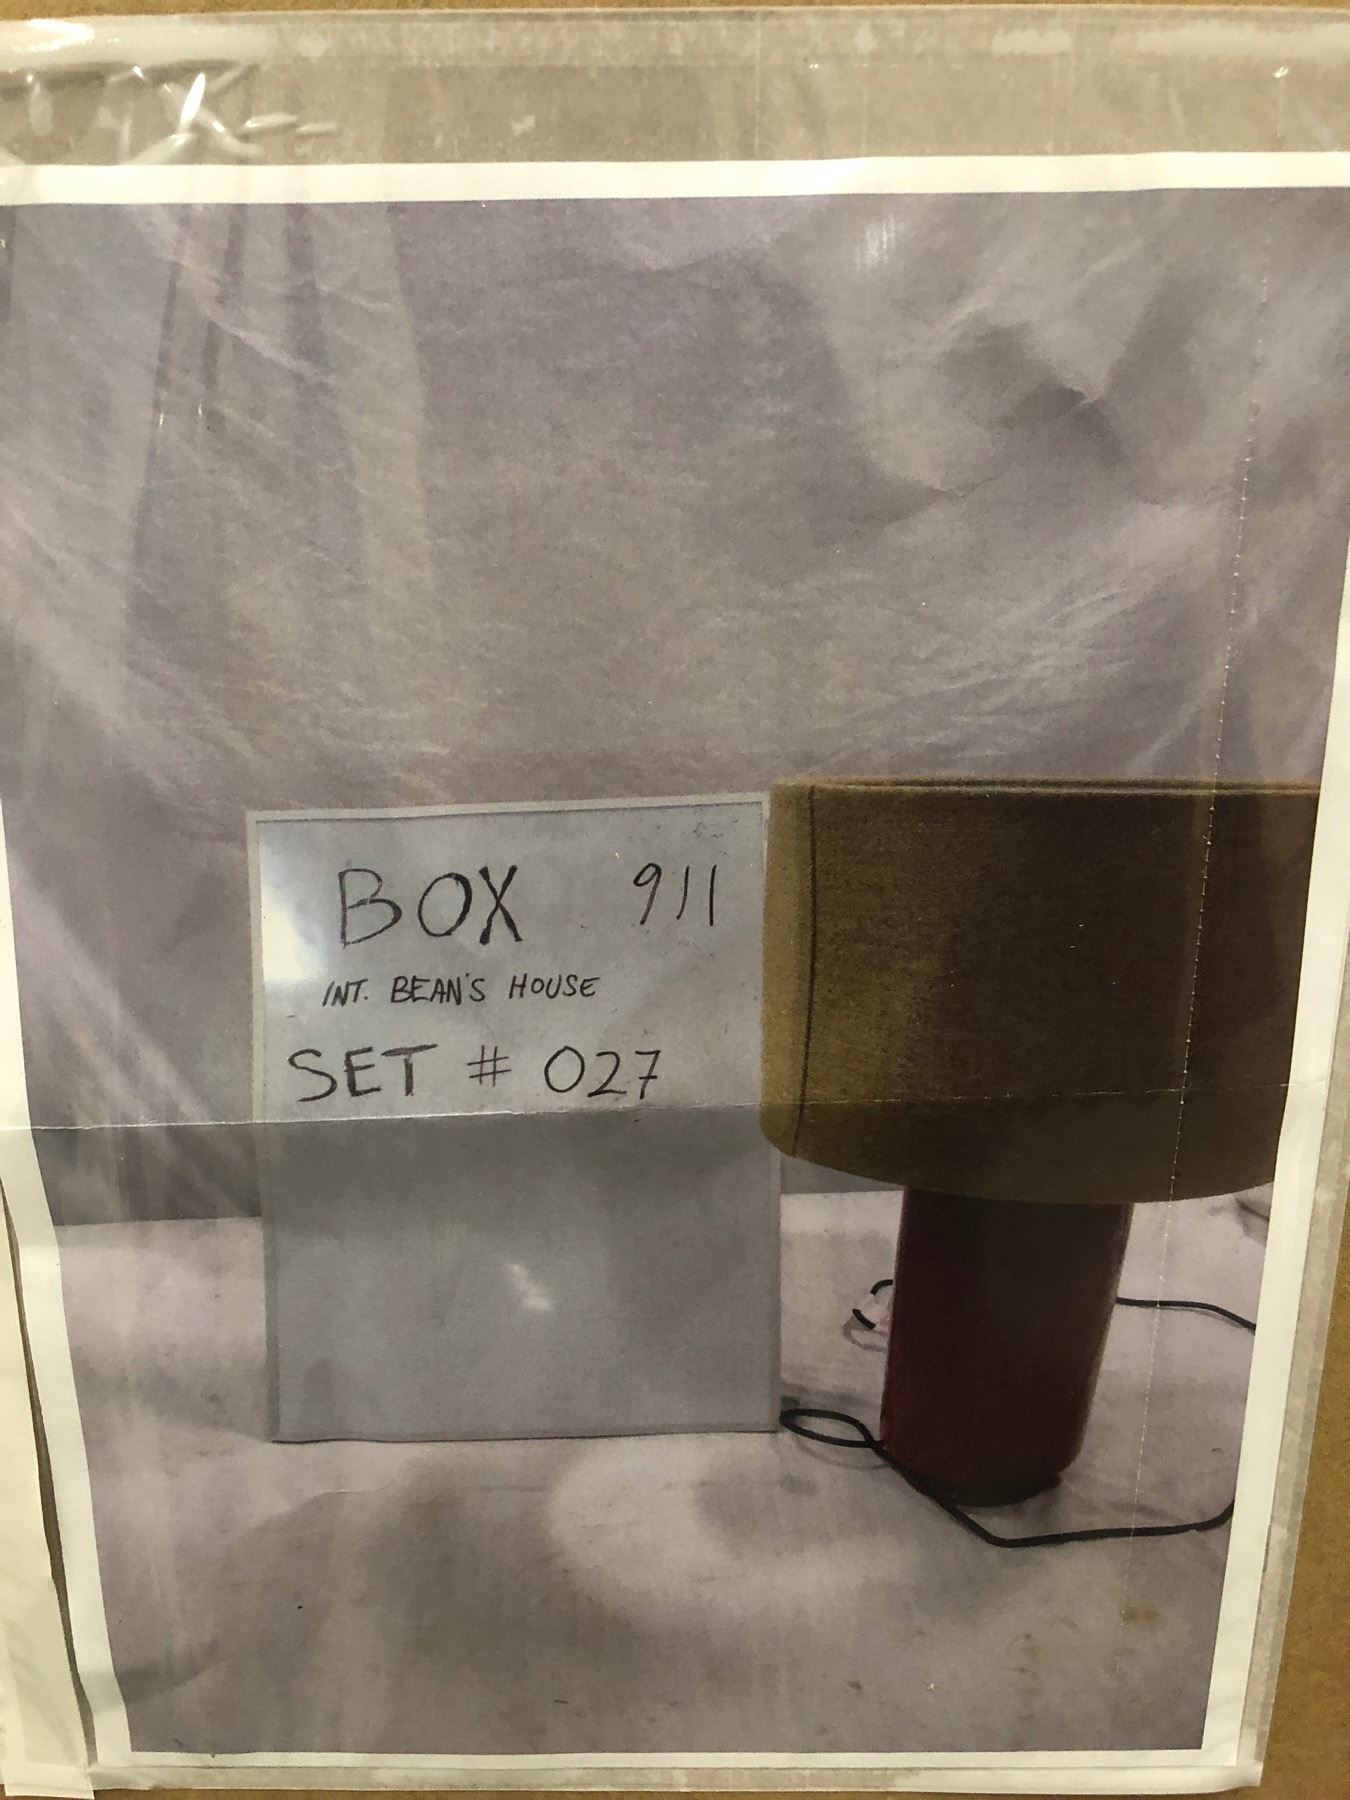 BOX 911
INT. BEAN'S HOUSE
SET # 027